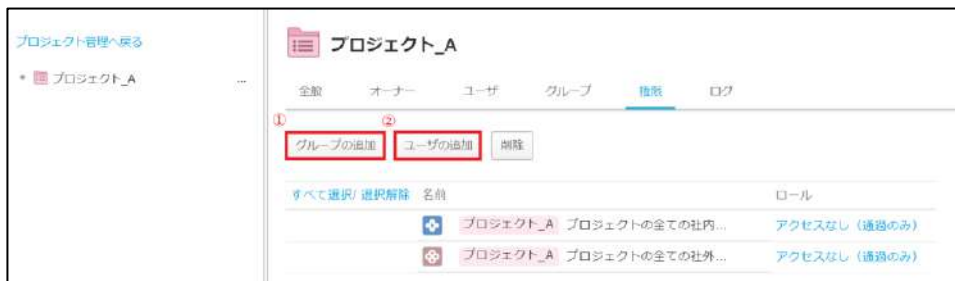 プロジェクト管理へ戻る
プロジェクト_A ...
プロジェクト_A
全般 オーナー ユーザ グループ 権限 ログ
① ②
グループの追加 ユーザの追加 削除
すべて選択/ 選択解除 名前 ロール
プロジェクト_A プロジェクトの全ての社内... アクセスなし（通過のみ）
プロジェクト_A プロジェクトの全ての社外... アクセスなし（通過のみ）